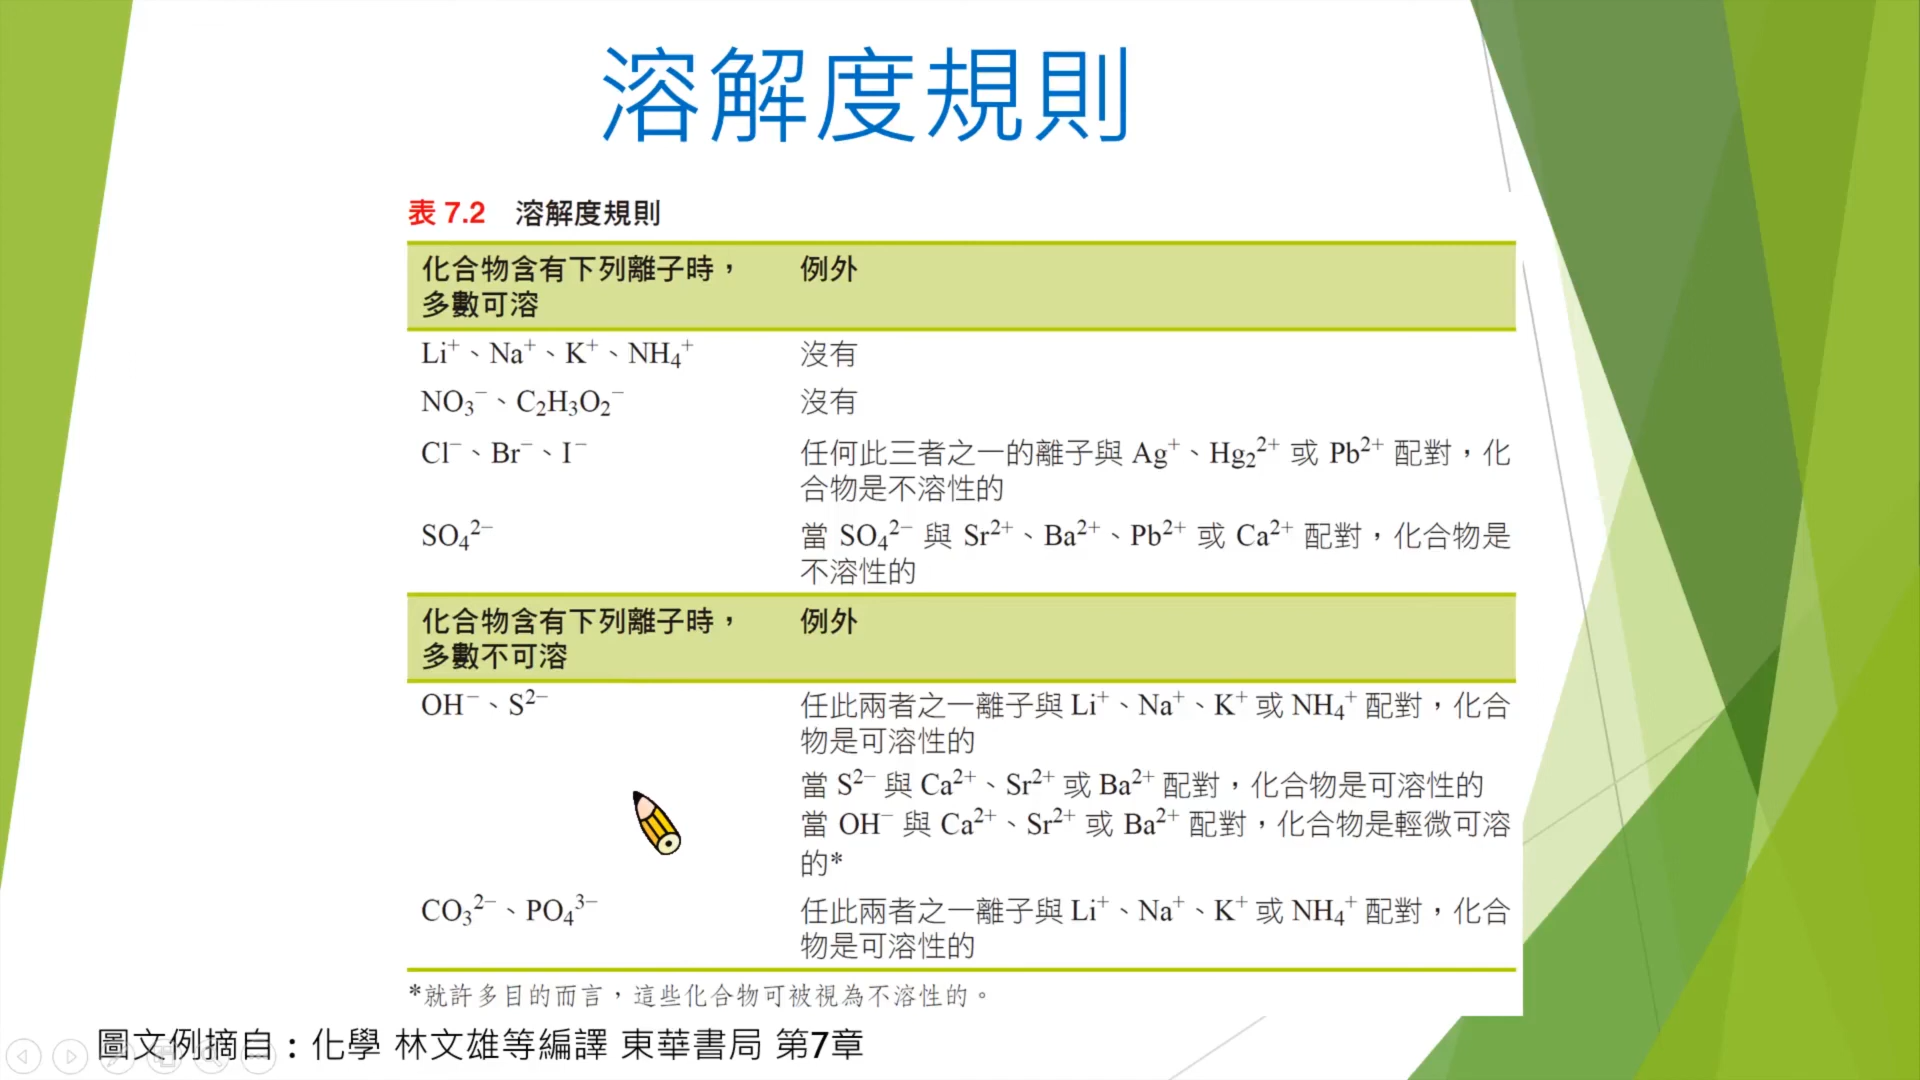 溶解度規則
表 7.2 溶解度規則
化合物含有下列離子時， 例外
多數可溶
Li⁺、Na⁺、K⁺、NH₄⁺ 沒有
NO₃⁻、C₂H₃O₂⁻ 沒有
Cl⁻、Br⁻、I⁻ 任何此三者之一的離子與 Ag⁺、Hg₂²⁺ 或 Pb²⁺ 配對，化
合物是不溶性的
SO₄²⁻ 當 SO₄²⁻ 與 Sr²⁺、Ba²⁺、Pb²⁺ 或 Ca²⁺ 配對，化合物是
不溶性的
化合物含有下列離子時， 例外
多數不可溶
OH⁻、S²⁻ 任此兩者之一離子與 Li⁺、Na⁺、K⁺ 或 NH₄⁺ 配對，化合
物是可溶性的
當 S²⁻ 與 Ca²⁺、Sr²⁺ 或 Ba²⁺ 配對，化合物是可溶性的
當 OH⁻ 與 Ca²⁺、Sr²⁺ 或 Ba²⁺ 配對，化合物是輕微可溶
的*
CO₃²⁻、PO₄³⁻ 任此兩者之一離子與 Li⁺、Na⁺、K⁺ 或 NH₄⁺ 配對，化合
物是可溶性的
*就許多目的而言，這些化合物可被視為不溶性的。
圖文例摘自：化學 林文雄等編譯 東華書局 第7章